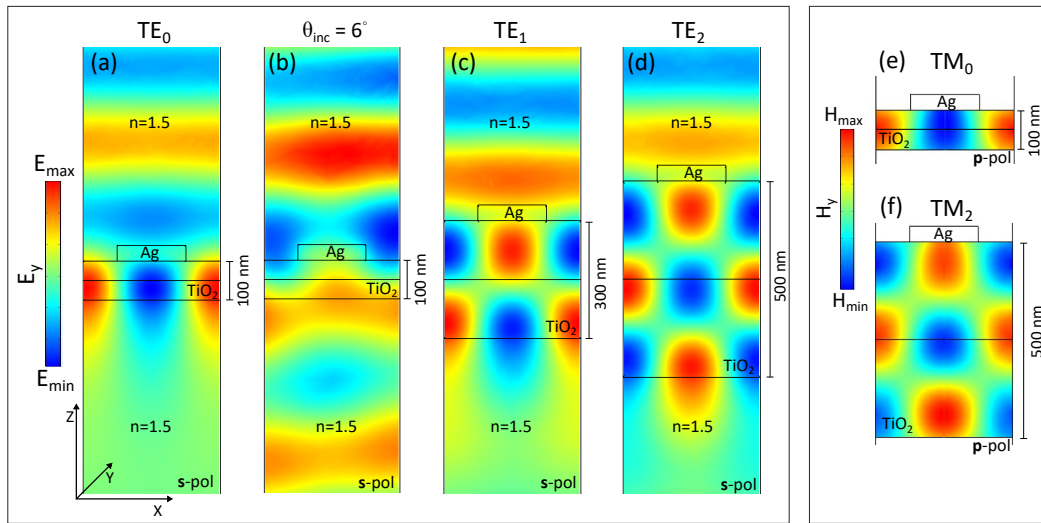 TE₀
θinc = 6°
TE₁
TE₂
(a)
(b)
(c)
(d)
n=1.5
n=1.5
n=1.5
n=1.5
Emax
Ey
Emin
Ag
Ag
Ag
Ag
TiO₂
TiO₂
TiO₂
TiO₂
100 nm
100 nm
300 nm
500 nm
n=1.5
n=1.5
n=1.5
n=1.5
s-pol
s-pol
s-pol
s-pol
Z
Y
X
(e)
TM₀
Hmax
Hy
Hmin
Ag
TiO₂
100 nm
p-pol
(f)
TM₂
Ag
TiO₂
500 nm
p-pol